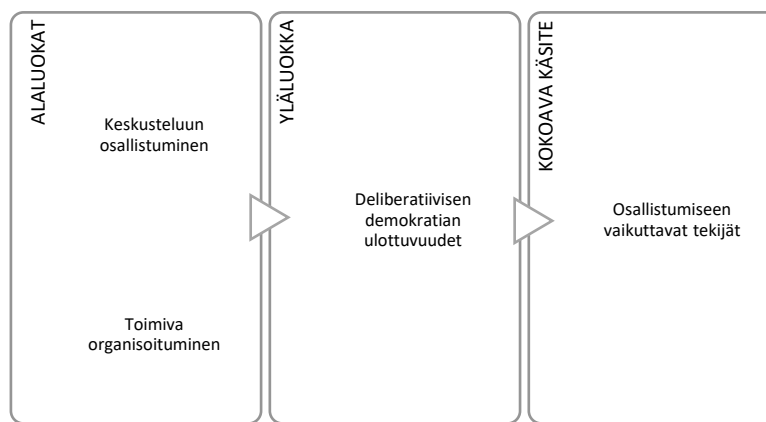 ALALUOKAT
Keskusteluun
osallistuminen
Toimiva
organisoituminen
YLÄLUOKKA
Deliberatiivisen
demokratian
ulottuvuudet
KOKOAVA KÄSITE
Osallistumiseen
vaikuttavat tekijät